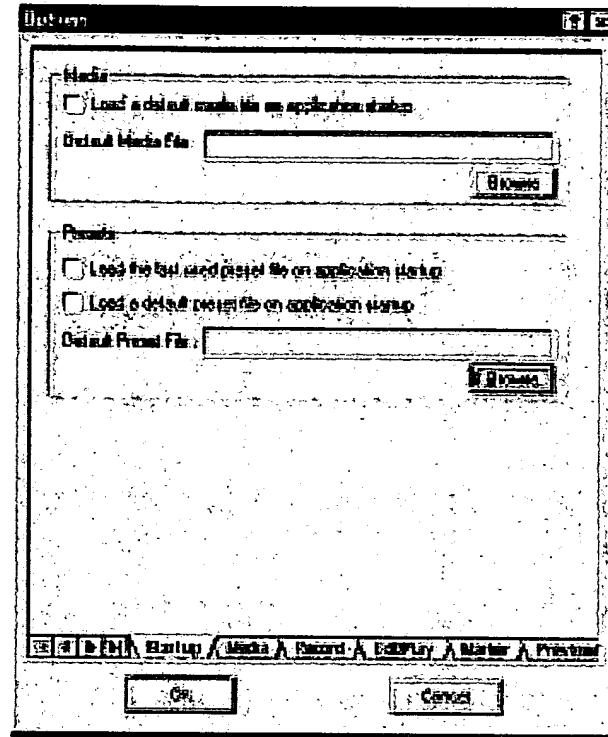 Options
Media
Load a default media file on application startup
Default Media File:
Browse
Presets
Load the last used preset file on application startup
Load a default preset file on application startup
Default Preset File:
Browse
Startup Media Record Edit/Play Marker
OK Cancel